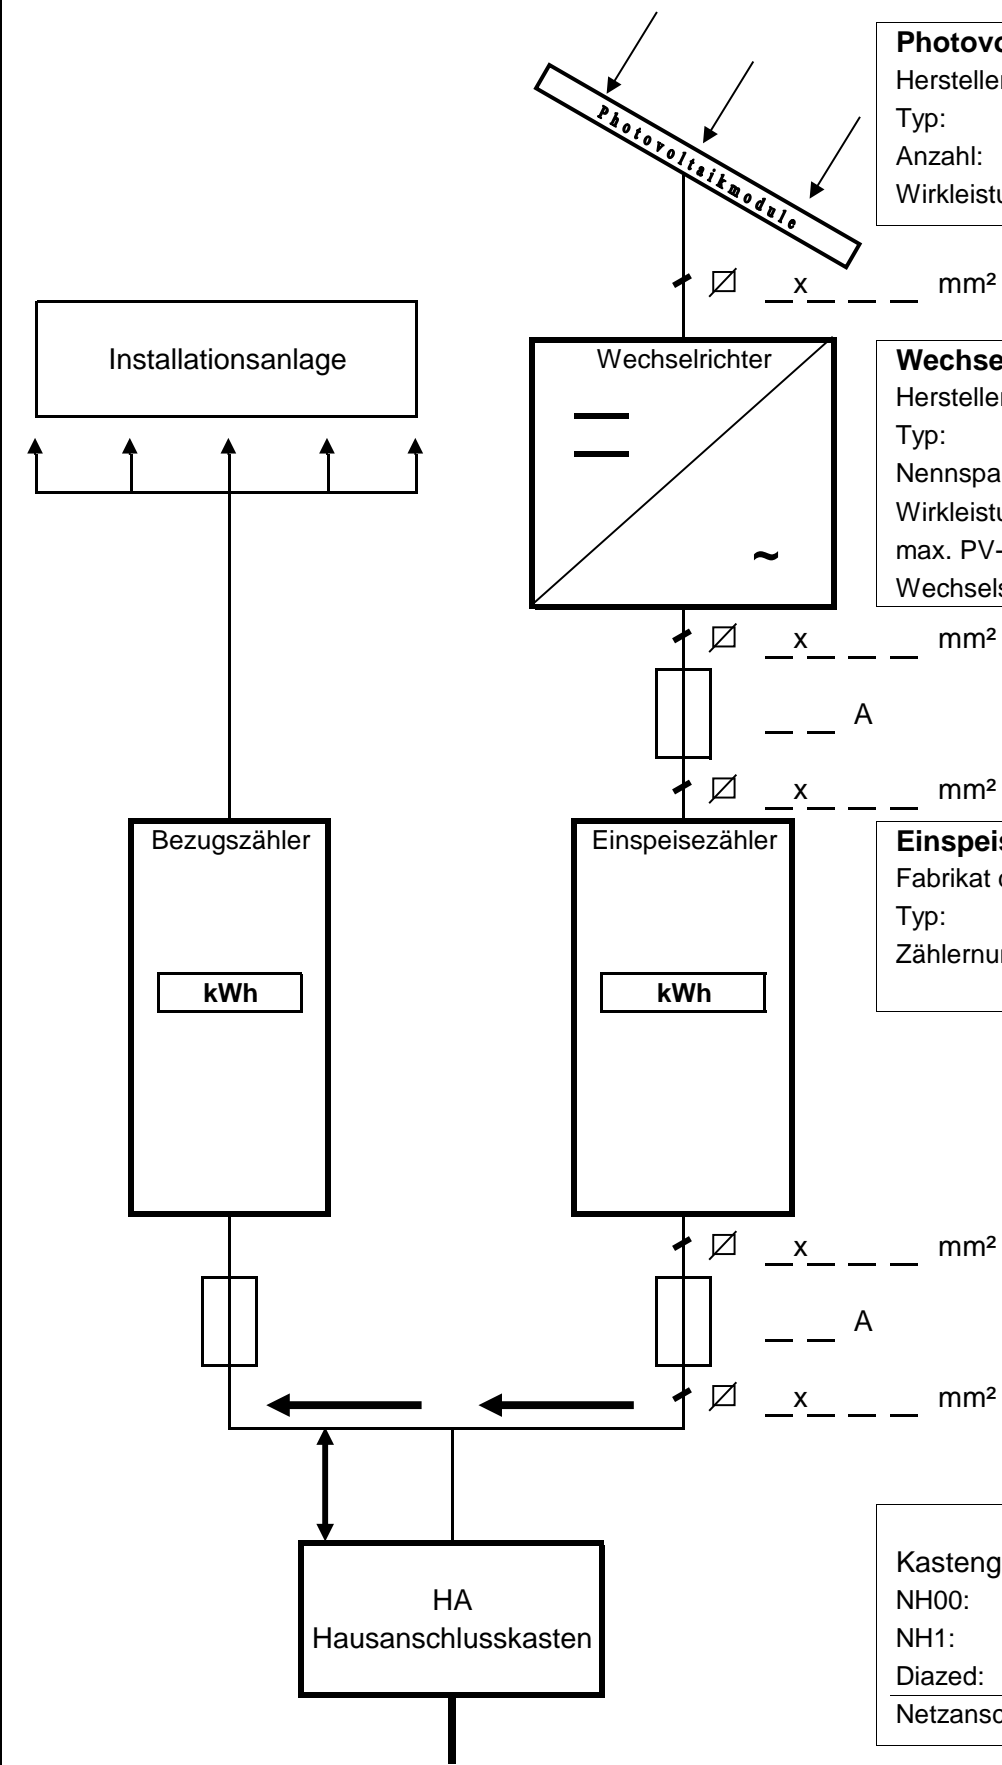 Photovo
Hersteller
Typ:
Anzahl:
Wirkleistu
Photovoltaikmodule
x mm²
Installationsanlage
Wechselrichter
~
Wechse
Hersteller
Typ:
Nennspa
Wirkleistu
max. PV-
Wechsels
x mm²
A
x mm²
Bezugszähler
kWh
Einspeisezähler
kWh
Einspeis
Fabrikat d
Typ:
Zählernur
x mm²
A
x mm²
HA
Hausanschlusskasten
Kasteng
NH00:
NH1:
Diazed:
Netzansc